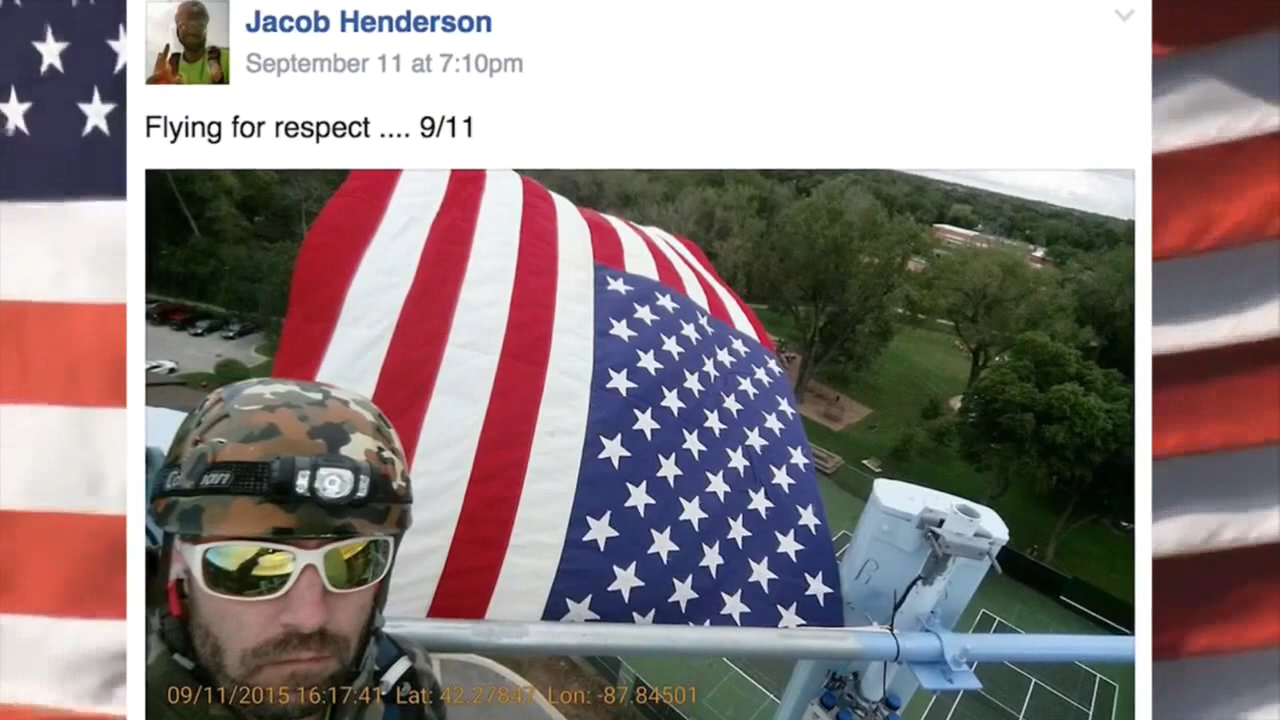 Jacob Henderson
September 11 at 7:10pm
Flying for respect .... 9/11
09/11/2015 16:17:41 Lat: 42.27847 Lon: -87.84501